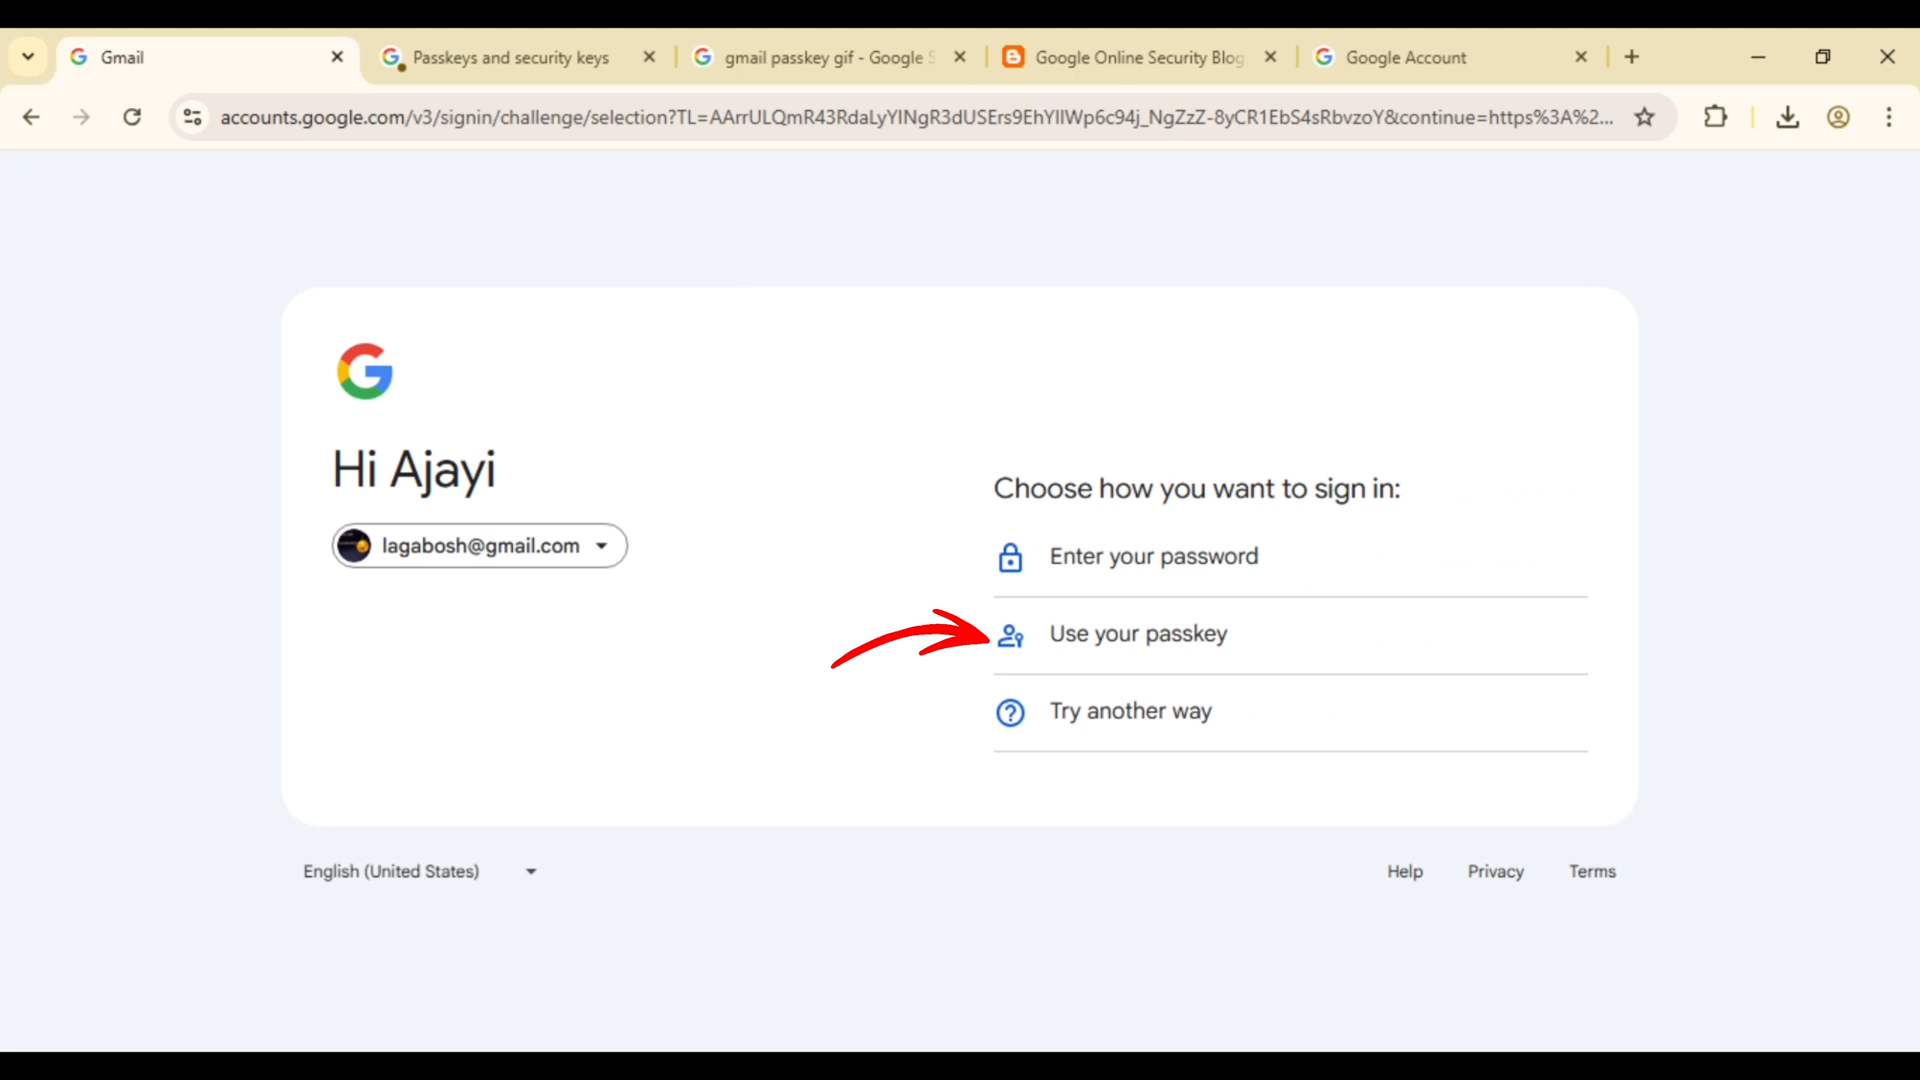 Gmail
Passkeys and security keys
gmail passkey gif - Google S
Google Online Security Blog
Google Account
accounts.google.com/v3/signin/challenge/selection?TL=AArrULQmR43RdaLyYINgR3dUSErs9EhYIlWp6c94j_NgZzZ-8yCR1EbS4sRbvzoY&continue=https%3A%2...
Hi Ajayi
lagabosh@gmail.com
Choose how you want to sign in:
Enter your password
Use your passkey
Try another way
English (United States)
Help
Privacy
Terms